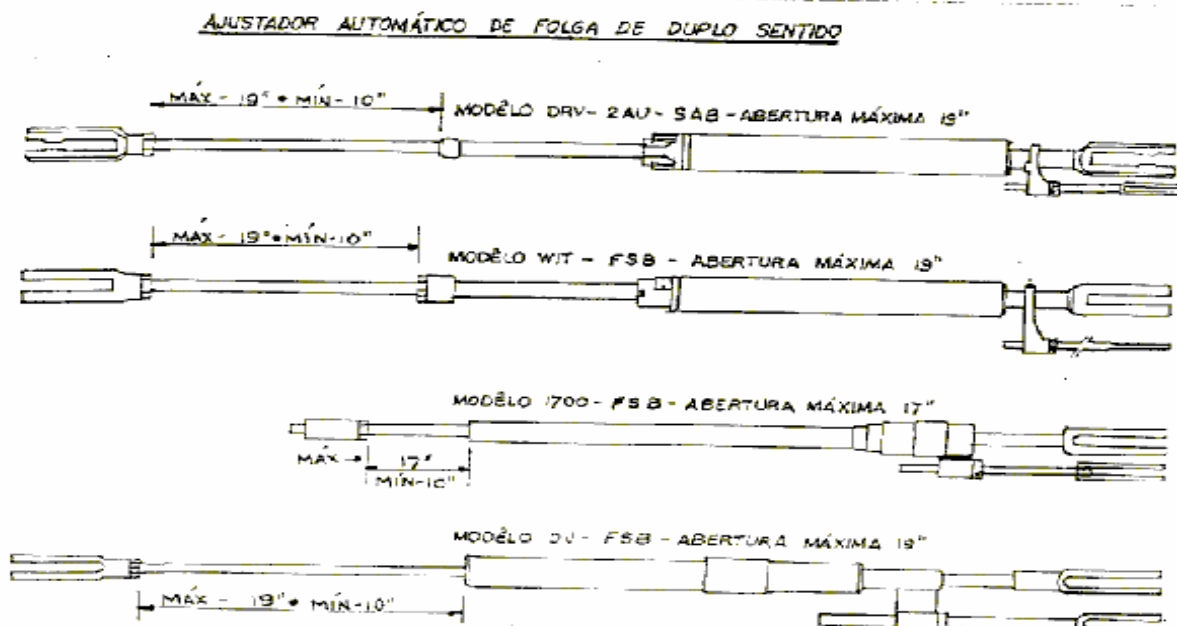 AJUSTADOR AUTOMÁTICO DE FOLGA DE DUPLO SENTIDO
MÁX - 19" • MÍN - 10"
MODÊLO DRV - 2AU - SAB - ABERTURA MÁXIMA 19"
MÁX - 19" • MÍN-10"
MODÊLO WIT - FSB - ABERTURA MÁXIMA 19"
MODÊLO 1700 - FSB - ABERTURA MÁXIMA 17"
MÁX 17"
MÍN-10"
MODÊLO DJ - FSB - ABERTURA MÁXIMA 19"
MÁX - 19" • MÍN-10"